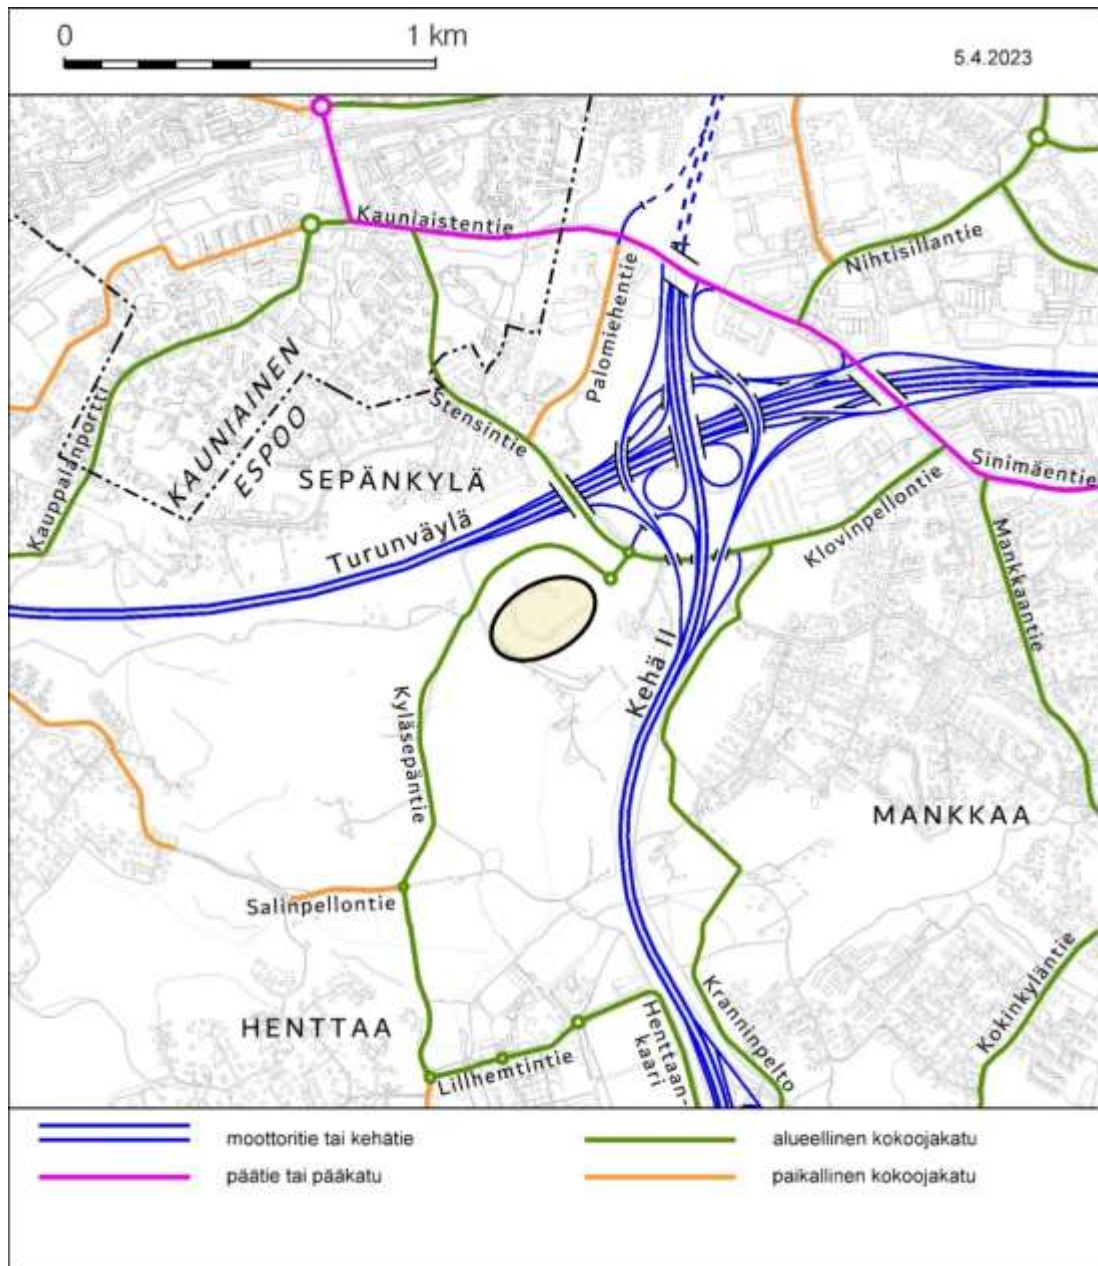 0 1 km
5.4.2023
Kauniaistentie
Nihtisillantie
Palomiehentie
Kauppalanportti
KAUNIAINEN
ESPOO
Stensintie
SEPÄNKYLÄ
Sinimäentie
Turunväylä
Klovinpellontie
Mankkaantie
Kehä II
Kyläsepäntie
MANKKAA
Salinpellontie
HENTTAA
Lillhemtintie
Henttaan-
kaari
Kranninpelto
Kokinkyläntie
moottoritie tai kehätie
alueellinen kokoojakatu
päätie tai pääkatu
paikallinen kokoojakatu